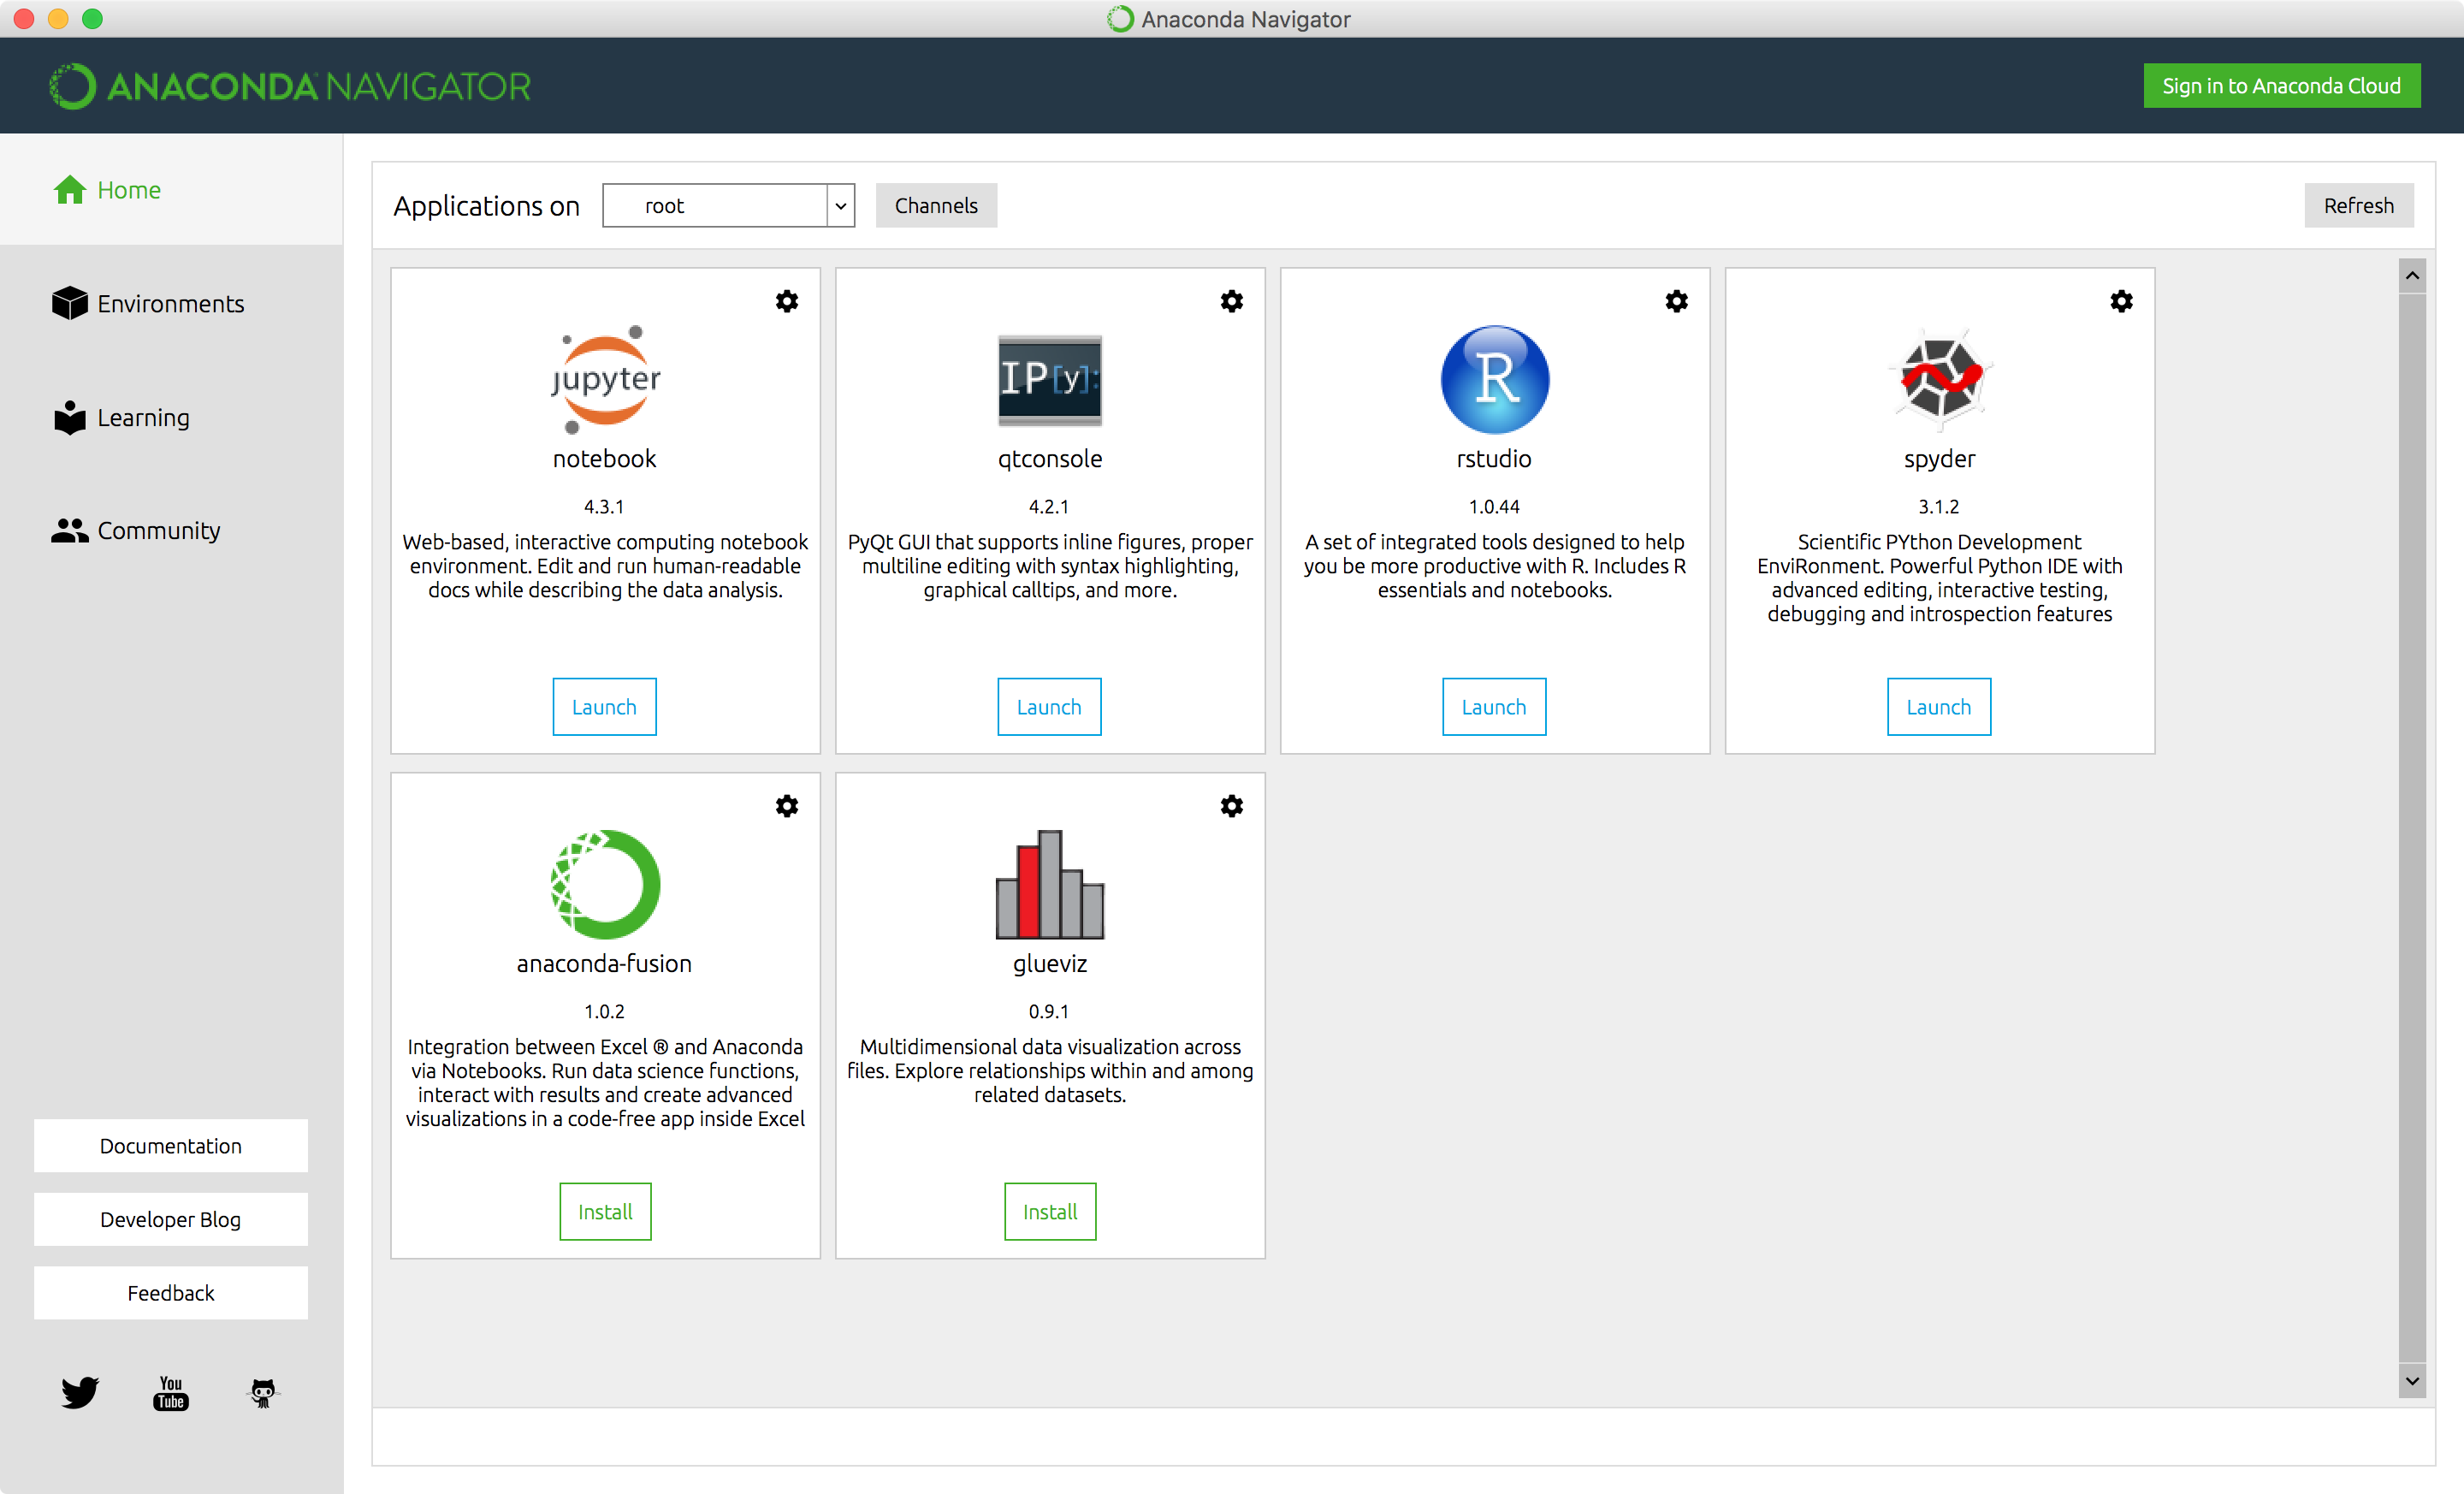 Anaconda Navigator
ANACONDA NAVIGATOR
Sign in to Anaconda Cloud
Home
Environments
Learning
Community
Documentation
Developer Blog
Feedback
You
Tube
Applications on
root
Channels
Refresh
jupyter
notebook
4.3.1
Web-based, interactive computing notebook
environment. Edit and run human-readable
docs while describing the data analysis.
Launch
IP[y]:
qtconsole
4.2.1
PyQt GUI that supports inline figures, proper
multiline editing with syntax highlighting,
graphical calltips, and more.
Launch
R
rstudio
1.0.44
A set of integrated tools designed to help
you be more productive with R. Includes R
essentials and notebooks.
Launch
spyder
3.1.2
Scientific PYthon Development
EnviRonment. Powerful Python IDE with
advanced editing, interactive testing,
debugging and introspection features
Launch
anaconda-fusion
1.0.2
Integration between Excel ® and Anaconda
via Notebooks. Run data science functions,
interact with results and create advanced
visualizations in a code-free app inside Excel
Install
glueviz
0.9.1
Multidimensional data visualization across
files. Explore relationships within and among
related datasets.
Install